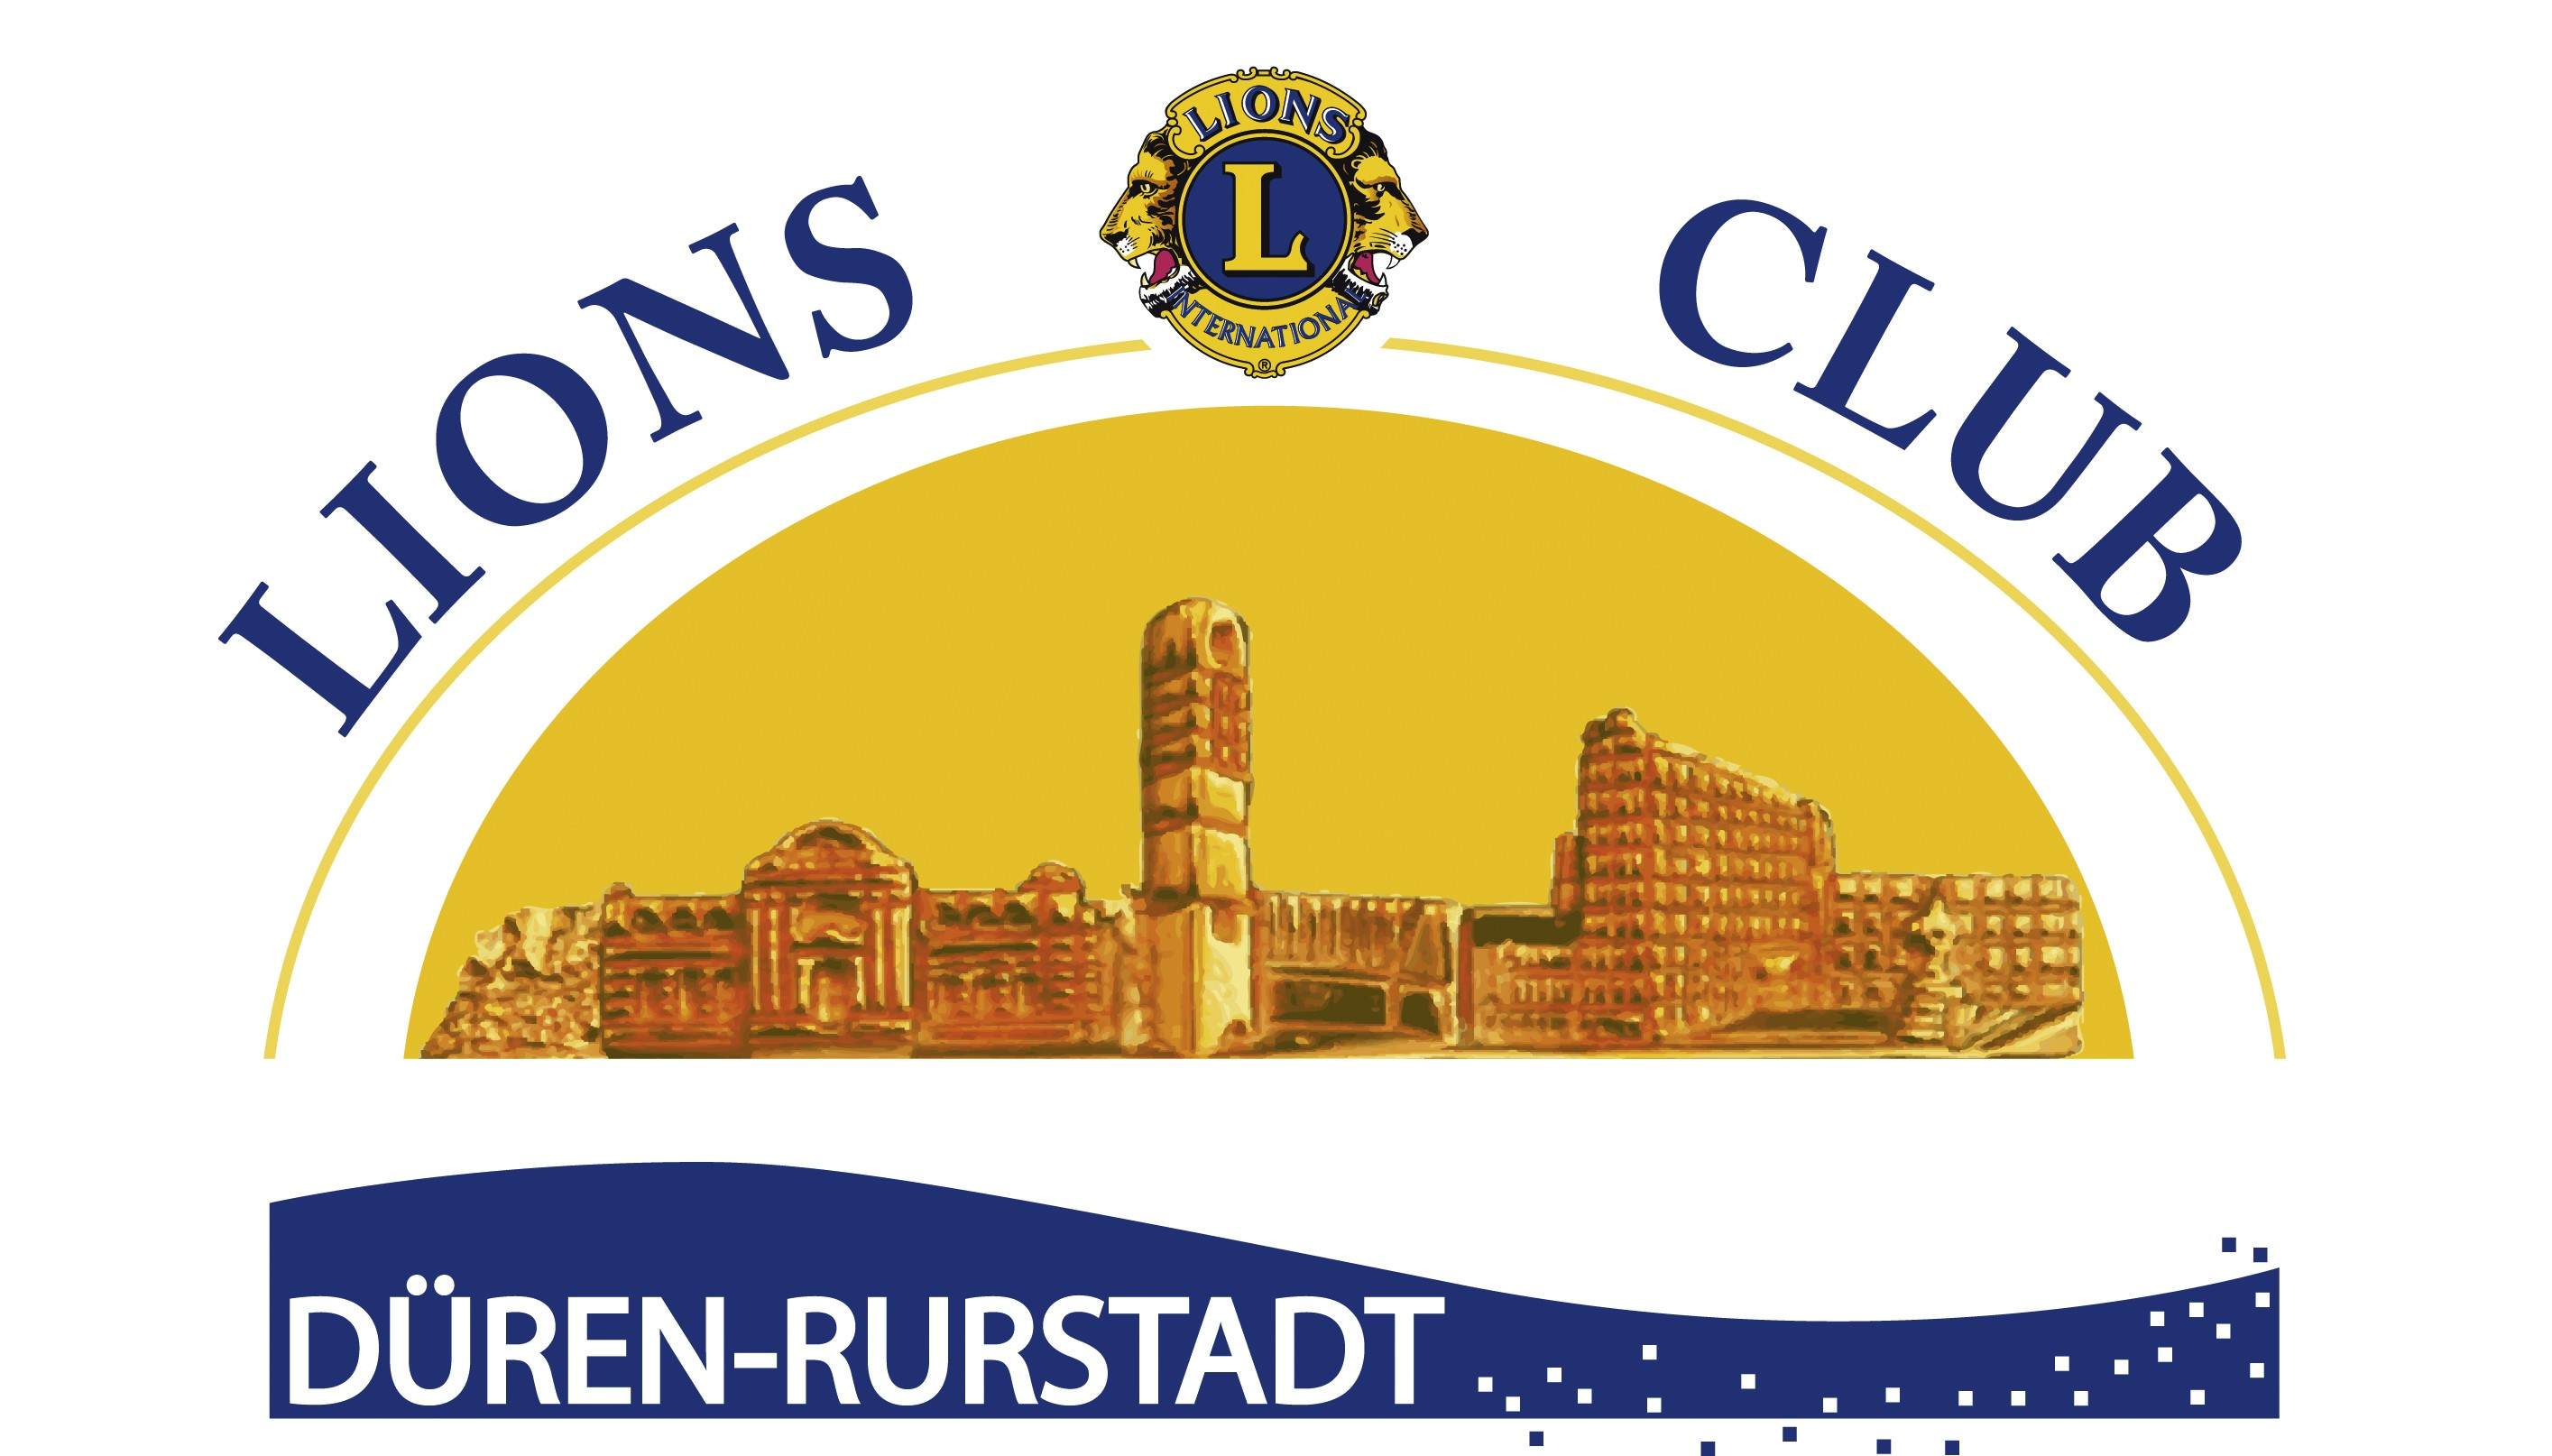 LIONS CLUB
LIONS
L
INTERNATIONAL
®
DÜREN-RURSTADT